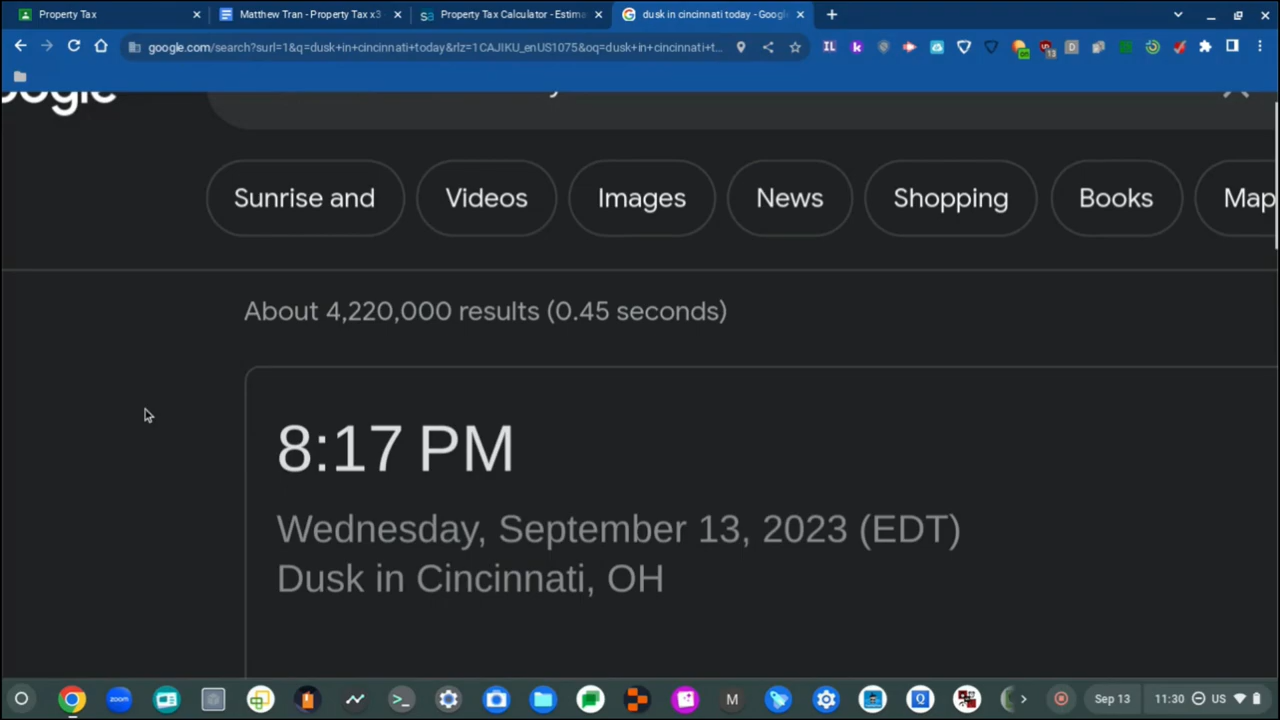 Property Tax
Matthew Tran - Property Tax x3
Property Tax Calculator - Estima
dusk in cincinnati today - Googl
google.com/search?surl=1&q=dusk+in+cincinnati+today&rlz=1CAJIKU_enUS1075&oq=dusk+in+cincinnati+t...
Sunrise and
Videos
Images
News
Shopping
Books
Map
About 4,220,000 results (0.45 seconds)
8:17 PM
Wednesday, September 13, 2023 (EDT)
Dusk in Cincinnati, OH
zoom
M
Q
Sep 13
11:30
US